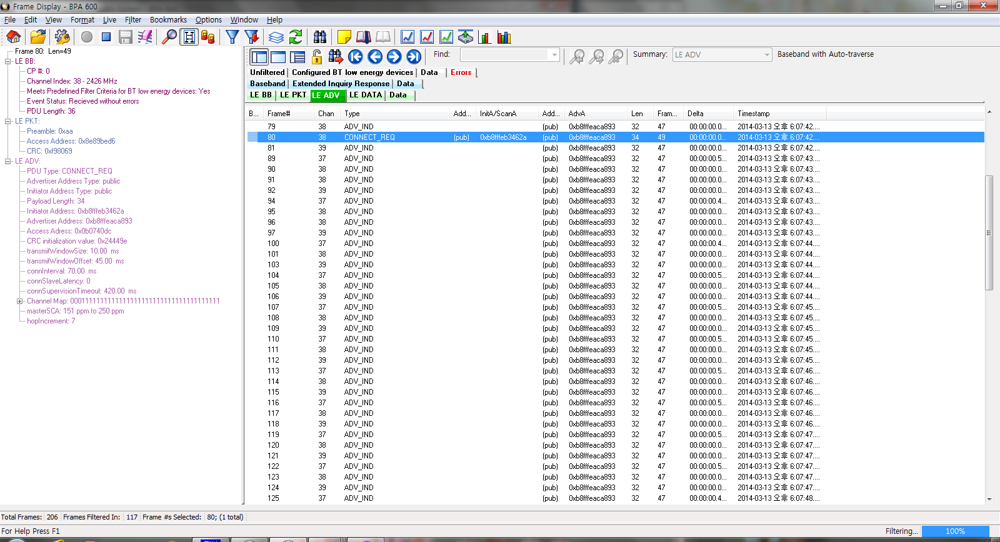 Frame Display - BPA 600
File Edit View Format Live Filter Bookmarks Options Window Help
Find: Summary: LE ADV Baseband with Auto-traverse
Unfiltered Configured BT low energy devices Data Errors
Baseband Extended Inquiry Response Data
LE BB LE PKT LE ADV LE DATA Data
Frame 80: Len=49
LE BB:
CP #: 0
Channel Index: 38 - 2426 MHz
Meets Predefined Filter Criteria for BT low energy devices: Yes
Event Status: Recieved without errors
PDU Length: 36
LE PKT:
Preamble: 0xaa
Access Address: 0x8e89bed6
CRC: 0xf98069
LE ADV:
PDU Type: CONNECT_REQ
Advertiser Address Type: public
Initiator Address Type: public
Payload Length: 34
Initiator Address: 0xb8fffeb3462a
Advertiser Address: 0xb8fffeaca893
Access Adress: 0x0b0740dc
CRC initialization value: 0x24449e
transmitWindowSize: 10.00 ms
transmitWindowOffset: 45.00 ms
connInterval: 70.00 ms
connSlaveLatency: 0
connSupervisionTimeout: 420.00 ms
masterSCA: 151 ppm to 250 ppm
hopIncrement: 7
B... Frame# Chan Type Add... InitA/ScanA Add... AdvA Len Fram... Delta Timestamp
79 38 ADV_IND (pub) 0xb8fffeaca893 32 47 00:00:00.0... 2014-03-13 오후 6:07:42....
80 38 CONNECT_REQ (pub) 0xb8fffeb3462a (pub) 0xb8fffeaca893 34 49 00:00:00.0... 2014-03-13 오후 6:07:42....
81 39 ADV_IND (pub) 0xb8fffeaca893 32 47 00:00:00.0... 2014-03-13 오후 6:07:42....
89 37 ADV_IND (pub) 0xb8fffeaca893 32 47 00:00:00.5... 2014-03-13 오후 6:07:43....
90 38 ADV_IND (pub) 0xb8fffeaca893 32 47 00:00:00.0... 2014-03-13 오후 6:07:43....
91 38 ADV_IND (pub) 0xb8fffeaca893 32 47 00:00:00.0... 2014-03-13 오후 6:07:43....
92 39 ADV_IND (pub) 0xb8fffeaca893 32 47 00:00:00.0... 2014-03-13 오후 6:07:43....
94 37 ADV_IND (pub) 0xb8fffeaca893 32 47 00:00:00.4... 2014-03-13 오후 6:07:43....
95 38 ADV_IND (pub) 0xb8fffeaca893 32 47 00:00:00.0... 2014-03-13 오후 6:07:43....
96 38 ADV_IND (pub) 0xb8fffeaca893 32 47 00:00:00.0... 2014-03-13 오후 6:07:43....
97 39 ADV_IND (pub) 0xb8fffeaca893 32 47 00:00:00.0... 2014-03-13 오후 6:07:43....
100 37 ADV_IND (pub) 0xb8fffeaca893 32 47 00:00:00.4... 2014-03-13 오후 6:07:44....
101 38 ADV_IND (pub) 0xb8fffeaca893 32 47 00:00:00.0... 2014-03-13 오후 6:07:44....
103 39 ADV_IND (pub) 0xb8fffeaca893 32 47 00:00:00.0... 2014-03-13 오후 6:07:44....
104 37 ADV_IND (pub) 0xb8fffeaca893 32 47 00:00:00.5... 2014-03-13 오후 6:07:44....
105 38 ADV_IND (pub) 0xb8fffeaca893 32 47 00:00:00.0... 2014-03-13 오후 6:07:44....
106 39 ADV_IND (pub) 0xb8fffeaca893 32 47 00:00:00.0... 2014-03-13 오후 6:07:44....
107 37 ADV_IND (pub) 0xb8fffeaca893 32 47 00:00:00.5... 2014-03-13 오후 6:07:45....
108 38 ADV_IND (pub) 0xb8fffeaca893 32 47 00:00:00.0... 2014-03-13 오후 6:07:45....
109 39 ADV_IND (pub) 0xb8fffeaca893 32 47 00:00:00.0... 2014-03-13 오후 6:07:45....
110 37 ADV_IND (pub) 0xb8fffeaca893 32 47 00:00:00.5... 2014-03-13 오후 6:07:45....
111 38 ADV_IND (pub) 0xb8fffeaca893 32 47 00:00:00.0... 2014-03-13 오후 6:07:45....
112 39 ADV_IND (pub) 0xb8fffeaca893 32 47 00:00:00.0... 2014-03-13 오후 6:07:45....
113 37 ADV_IND (pub) 0xb8fffeaca893 32 47 00:00:00.5... 2014-03-13 오후 6:07:46....
114 38 ADV_IND (pub) 0xb8fffeaca893 32 47 00:00:00.0... 2014-03-13 오후 6:07:46....
115 39 ADV_IND (pub) 0xb8fffeaca893 32 47 00:00:00.0... 2014-03-13 오후 6:07:46....
116 37 ADV_IND (pub) 0xb8fffeaca893 32 47 00:00:00.5... 2014-03-13 오후 6:07:46....
117 38 ADV_IND (pub) 0xb8fffeaca893 32 47 00:00:00.0... 2014-03-13 오후 6:07:46....
118 39 ADV_IND (pub) 0xb8fffeaca893 32 47 00:00:00.0... 2014-03-13 오후 6:07:46....
119 37 ADV_IND (pub) 0xb8fffeaca893 32 47 00:00:00.5... 2014-03-13 오후 6:07:47....
120 38 ADV_IND (pub) 0xb8fffeaca893 32 47 00:00:00.0... 2014-03-13 오후 6:07:47....
121 39 ADV_IND (pub) 0xb8fffeaca893 32 47 00:00:00.0... 2014-03-13 오후 6:07:47....
122 37 ADV_IND (pub) 0xb8fffeaca893 32 47 00:00:00.5... 2014-03-13 오후 6:07:47....
123 38 ADV_IND (pub) 0xb8fffeaca893 32 47 00:00:00.0... 2014-03-13 오후 6:07:47....
124 39 ADV_IND (pub) 0xb8fffeaca893 32 47 00:00:00.0... 2014-03-13 오후 6:07:47....
125 37 ADV_IND (pub) 0xb8fffeaca893 32 47 00:00:00.4... 2014-03-13 오후 6:07:48....
Total Frames: 206 Frames Filtered In: 117 Frame #s Selected: 80; (1 total)
For Help Press F1 Filtering... 100%